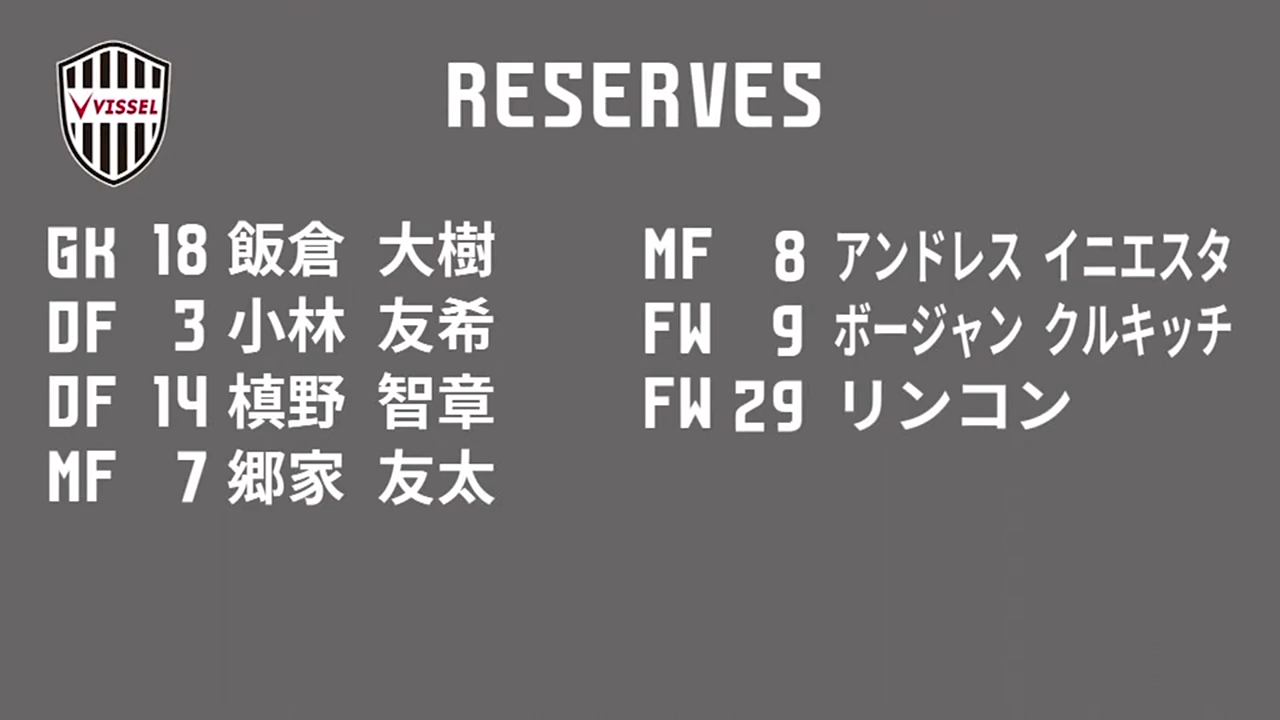 VISSEL
RESERVES
GK 18 飯倉 大樹
DF 3 小林 友希
DF 14 槙野 智章
MF 7 郷家 友太
MF 8 アンドレス イニエスタ
FW 9 ボージャン クルキッチ
FW 29 リンコン